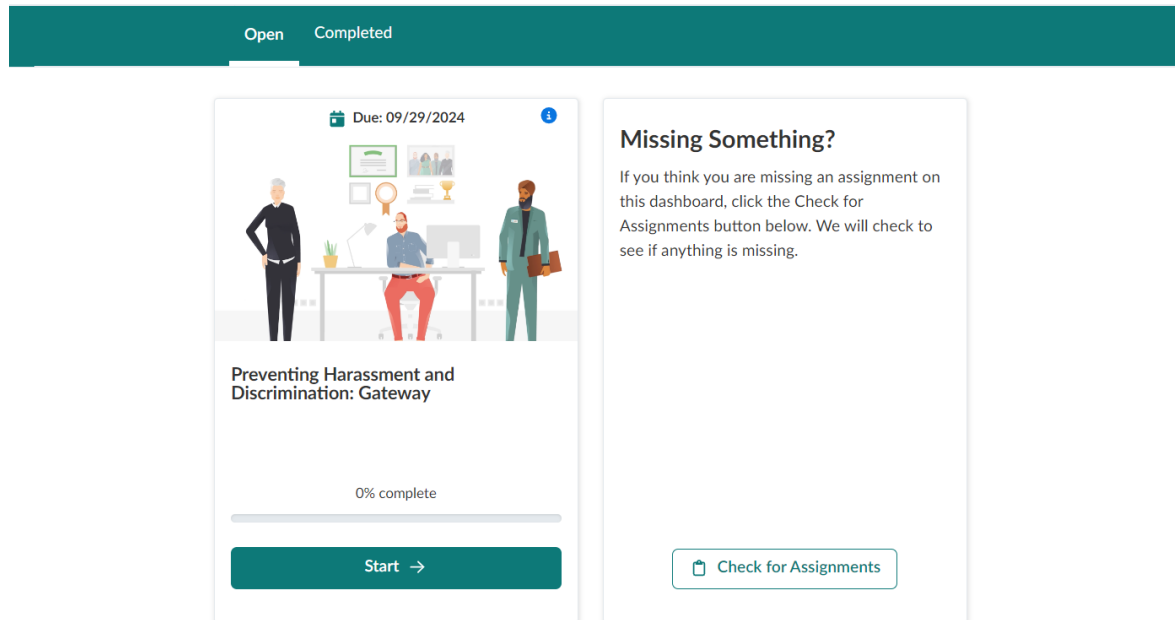 Open
Completed
Due: 09/29/2024
Preventing Harassment and
Discrimination: Gateway
0% complete
Start →
Missing Something?
If you think you are missing an assignment on
this dashboard, click the Check for
Assignments button below. We will check to
see if anything is missing.
Check for Assignments